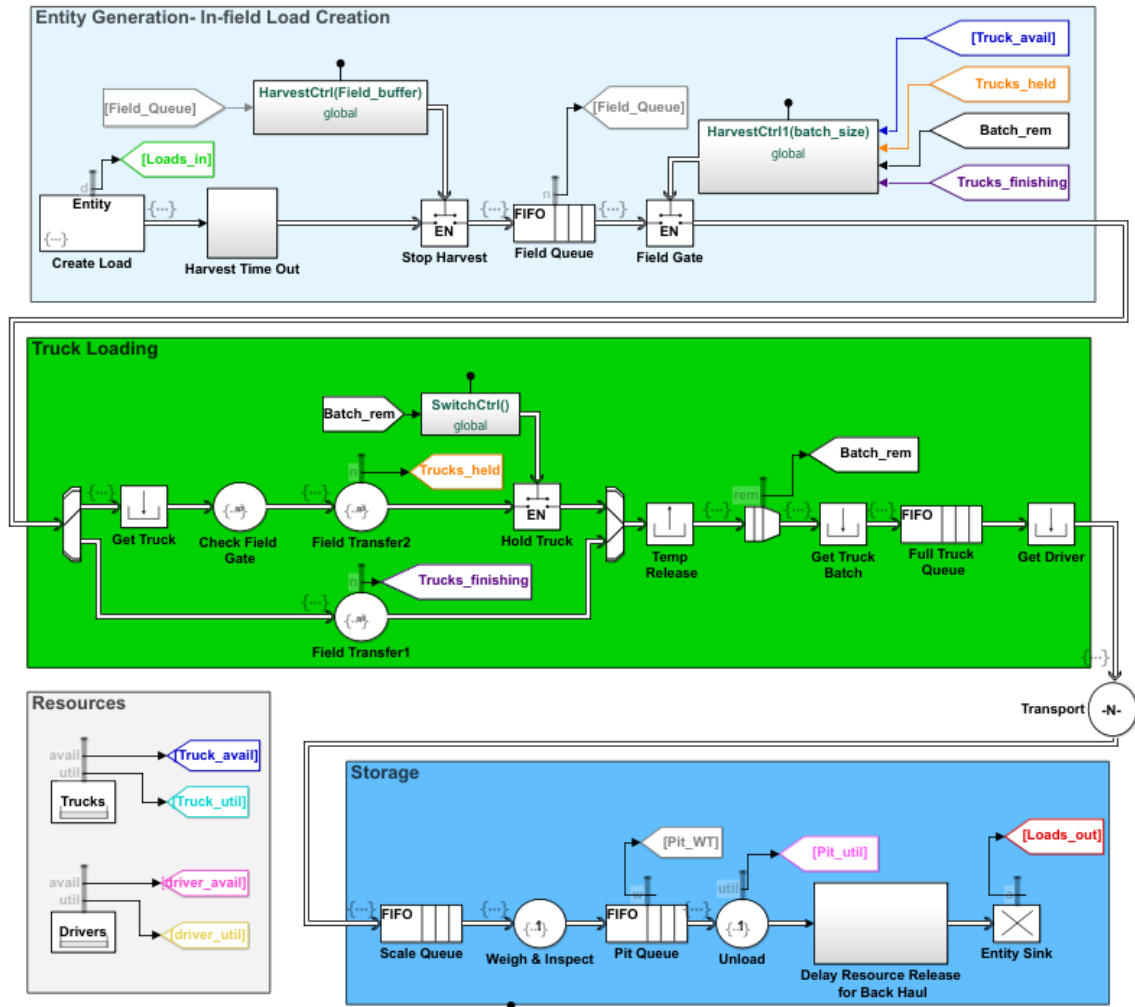 Entity Generation- In-field Load Creation
[Truck_avail]
HarvestCtrl(Field_buffer)
global
[Field_Queue]
[Field_Queue]
Trucks_held
HarvestCtrl1(batch_size)
global
Batch_rem
[Loads_in]
Trucks_finishing
d
n
Entity
{...}
{...}
{...}
{...}
FIFO
EN
EN
Create Load
Harvest Time Out
Stop Harvest
Field Queue
Field Gate
Truck Loading
Batch_rem
SwitchCtrl()
global
Batch_rem
n
Trucks_held
rem
{...}
{...}
{...}
EN
FIFO
Get Truck
Check Field
Gate
Field Transfer2
Hold Truck
Temp
Release
Get Truck
Batch
Full Truck
Queue
Get Driver
n
Trucks_finishing
{...}
Field Transfer1
{...}
Resources
Transport
-N-
avail
[Truck_avail]
util
Trucks
[Truck_util]
avail
[driver_avail]
util
Drivers
[driver_util]
Storage
[Pit_WT]
[Pit_util]
[Loads_out]
w
util
a
{...}
FIFO
{...}
1
FIFO
{...}
1
Scale Queue
Weigh & Inspect
Pit Queue
Unload
Delay Resource Release
for Back Haul
Entity Sink